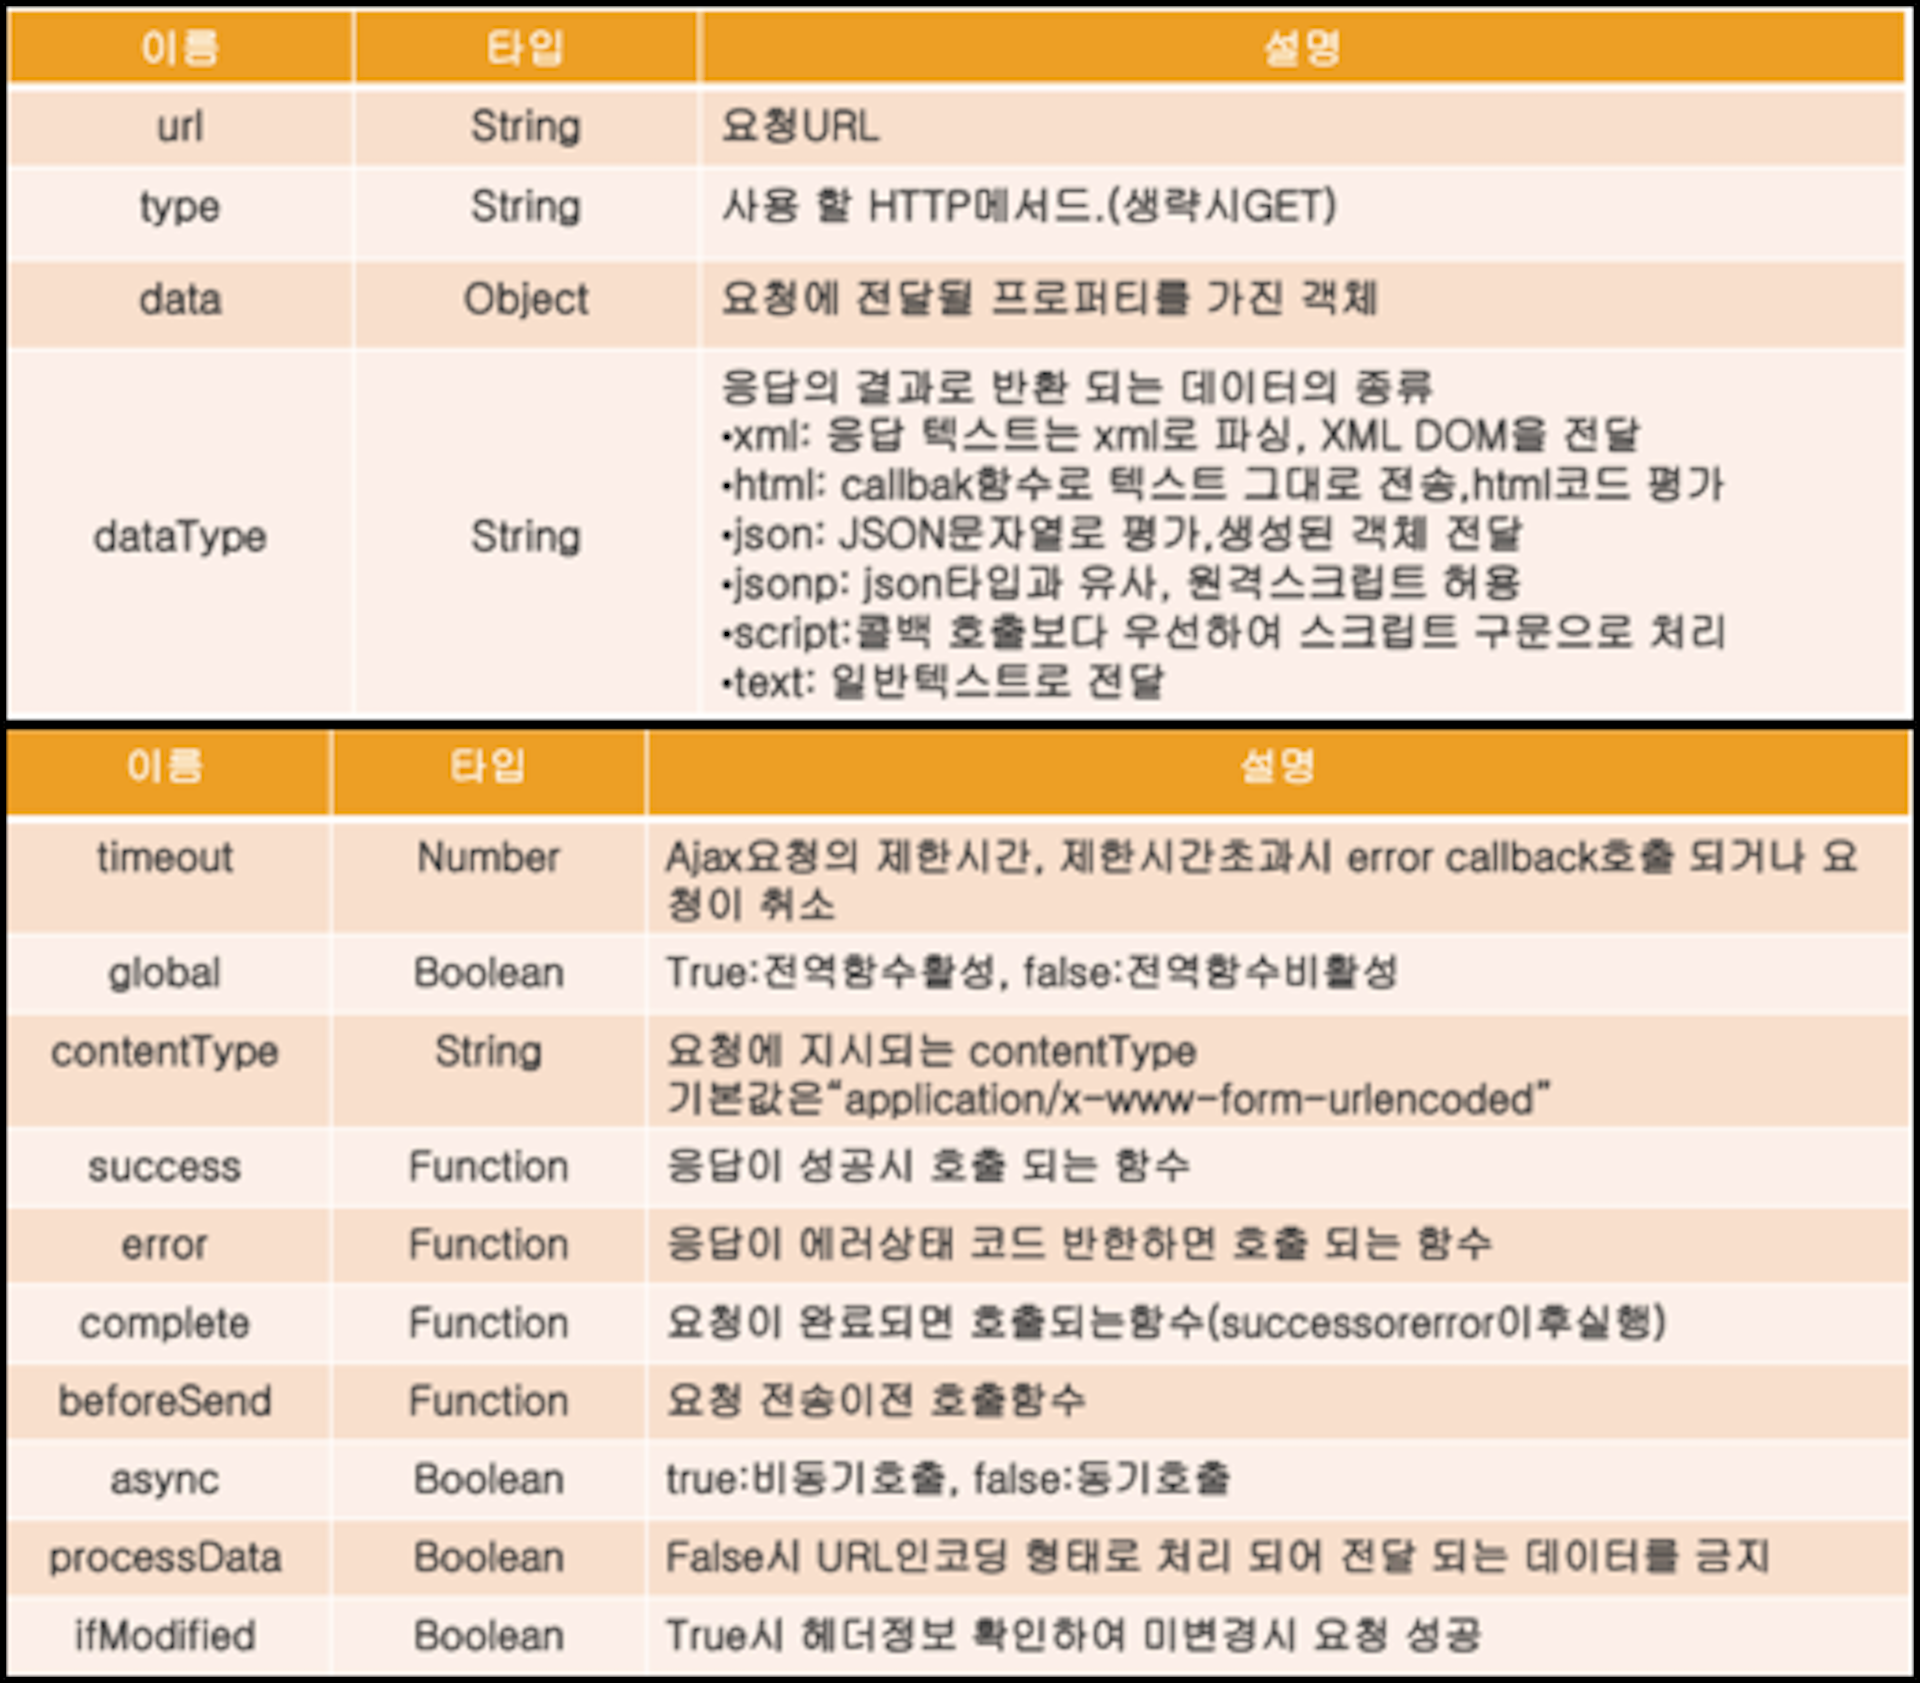 이름 타입 설명
url String 요청URL
type String 사용 할 HTTP메서드.(생략시GET)
data Object 요청에 전달될 프로퍼티를 가진 객체
응답의 결과로 반환 되는 데이터의 종류
•xml: 응답 텍스트는 xml로 파싱, XML DOM을 전달
•html: callbak함수로 텍스트 그대로 전송,html코드 평가
dataType String •json: JSON문자열로 평가,생성된 객체 전달
•jsonp: json타입과 유사, 원격스크립트 허용
•script:콜백 호출보다 우선하여 스크립트 구문으로 처리
•text: 일반텍스트로 전달
이름 타입 설명
timeout Number Ajax요청의 제한시간, 제한시간초과시 error callback호출 되거나 요
청이 취소
global Boolean True:전역함수활성, false:전역함수비활성
contentType String 요청에 지시되는 contentType
기본값은“application/x-www-form-urlencoded”
success Function 응답이 성공시 호출 되는 함수
error Function 응답이 에러상태 코드 반한하면 호출 되는 함수
complete Function 요청이 완료되면 호출되는함수(successorerror이후실행)
beforeSend Function 요청 전송이전 호출함수
async Boolean true:비동기호출, false:동기호출
processData Boolean False시 URL인코딩 형태로 처리 되어 전달 되는 데이터를 금지
ifModified Boolean True시 헤더정보 확인하여 미변경시 요청 성공